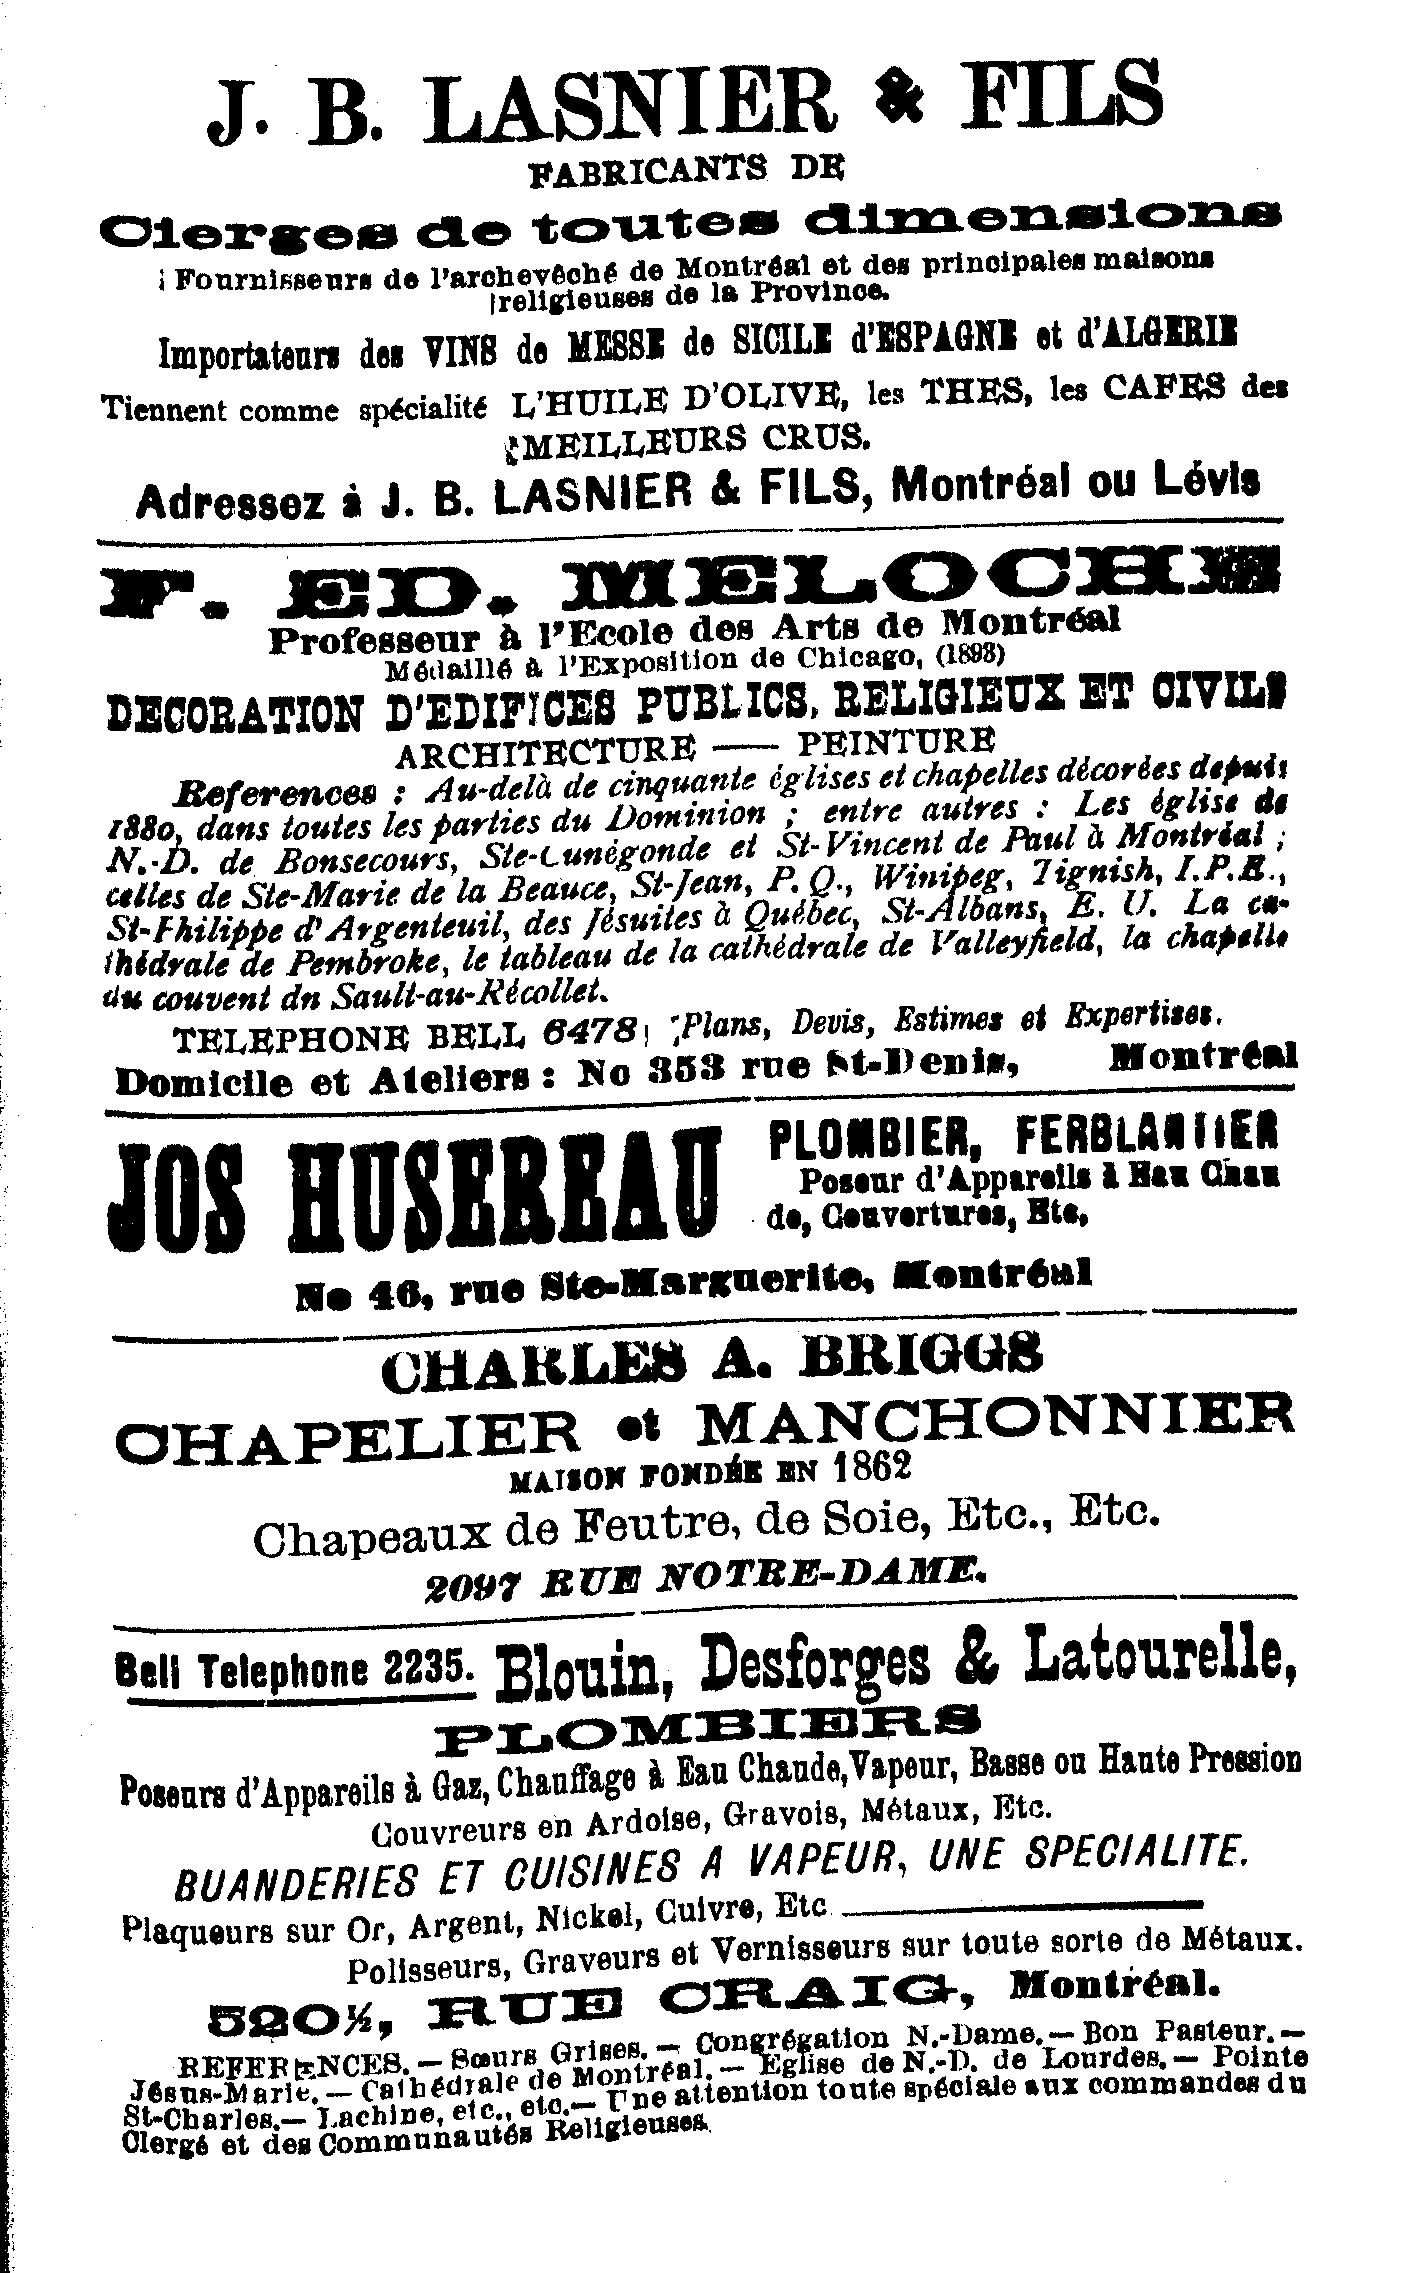 J. B. LASNIER & FILS
FABRICANTS DE
Cierges de toutes dimensions
Fournisseurs de l'archevêché de Montréal et des principales maisons
religieuses de la Province.
Importateurs des VINS de MESSE de SICILE d'ESPAGNE et d'ALGERIE
Tiennent comme spécialité L'HUILE D'OLIVE, les THES, les CAFES des
MEILLEURS CRUS.
Adressez à J. B. LASNIER & FILS, Montréal ou Lévis
F. ED. MELOCHE
Professeur à l'Ecole des Arts de Montréal
Médaillé à l'Exposition de Chicago, (1893)
DECORATION D'EDIFICES PUBLICS, RELIGIEUX ET CIVILS
ARCHITECTURE — PEINTURE
References : Au-delà de cinquante églises et chapelles décorées depuis
1880, dans toutes les parties du Dominion ; entre autres : Les église de
N.-D. de Bonsecours, Ste-Cunégonde et St-Vincent de Paul à Montréal ;
celles de Ste-Marie de la Beauce, St-Jean, P. Q., Winipeg, Tignish, I.P.E.,
St-Philippe d'Argenteuil, des Jésuites à Québec, St-Albans, E. U. La ca-
thédrale de Pembroke, le tableau de la cathédrale de Valleyfield, la chapelle
du couvent dn Sault-au-Récollet.
TELEPHONE BELL 6478 Plans, Devis, Estimes et Expertises.
Domicile et Ateliers : No 353 rue St-Denis, Montréal
JOS HUSEREAU PLOMBIER, FERBLANTIER
Poseur d'Appareils à Eau Chau
de, Couvertures, Etc,
No 46, rue Ste-Marguerite, Montréal
CHARLES A. BRIGGS
CHAPELIER et MANCHONNIER
MAISON FONDÉE EN 1862
Chapeaux de Feutre, de Soie, Etc., Etc.
2097 RUE NOTRE-DAME.
Bell Telephone 2235. Blouin, Desforges & Latourelle,
PLOMBIERS
Poseurs d'Appareils à Gaz, Chauffage à Eau Chaude, Vapeur, Basse ou Haute Pression
Couvreurs en Ardoise, Gravois, Métaux, Etc.
BUANDERIES ET CUISINES A VAPEUR, UNE SPECIALITE.
Plaqueurs sur Or, Argent, Nickel, Cuivre, Etc
Polisseurs, Graveurs et Vernisseurs sur toute sorte de Métaux.
520½, RUE CRAIG, Montréal.
REFERENCES.— Sœurs Grises.— Congrégation N.-Dame.— Bon Pasteur.—
Jésus-Marie.— Cathédrale de Montréal.— Eglise de N.-D. de Lourdes.— Pointe
St-Charles.— Lachine, etc., etc.— Une attention toute spéciale aux commandes du
Clergé et des Communautés Religieuses.